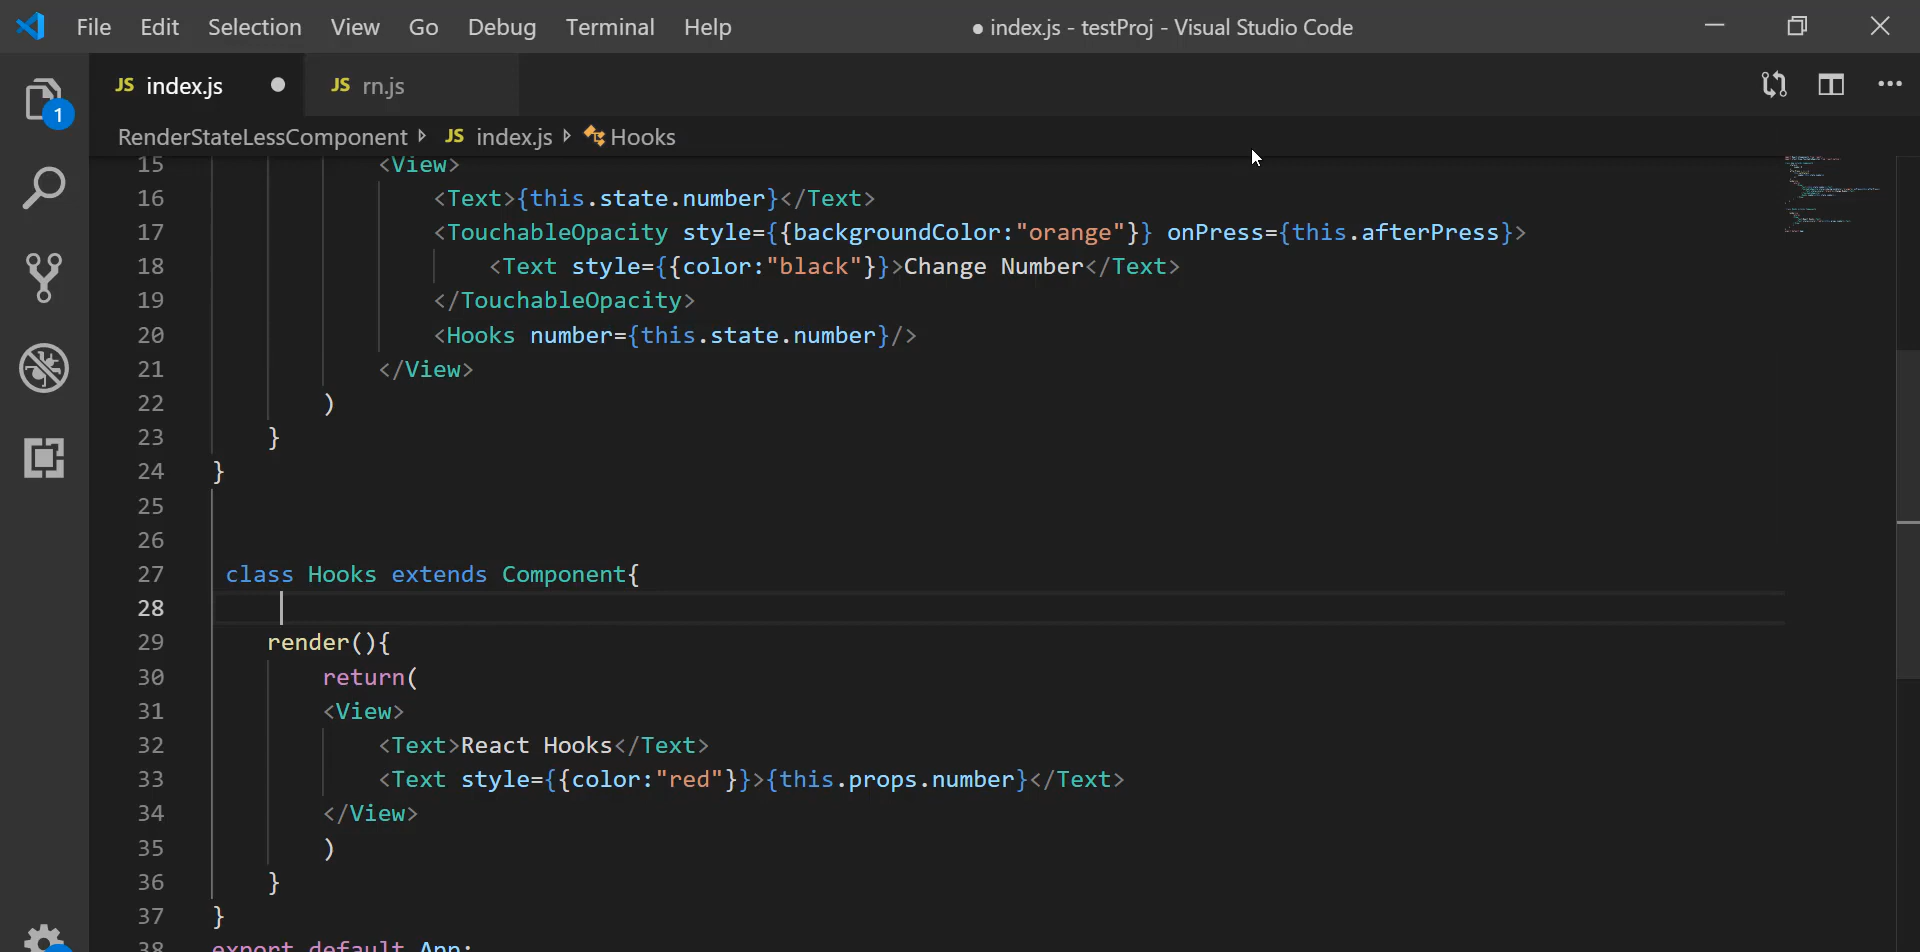 File Edit Selection View Go Debug Terminal Help ● index.js - testProj - Visual Studio Code
JS index.js ● JS rn.js
1
RenderStateLessComponent JS index.js Hooks
15 <View>
16 <Text>{this.state.number}</Text>
17 <TouchableOpacity style={{backgroundColor:"orange"}} onPress={this.afterPress}>
18 <Text style={{color:"black"}}>Change Number</Text>
19 </TouchableOpacity>
20 <Hooks number={this.state.number}/>
21 </View>
22 )
23 }
24 }
25
26
27 class Hooks extends Component{
28
29 render(){
30 return(
31 <View>
32 <Text>React Hooks</Text>
33 <Text style={{color:"red"}}>{this.props.number}</Text>
34 </View>
35 )
36 }
37 }
38 export default App;